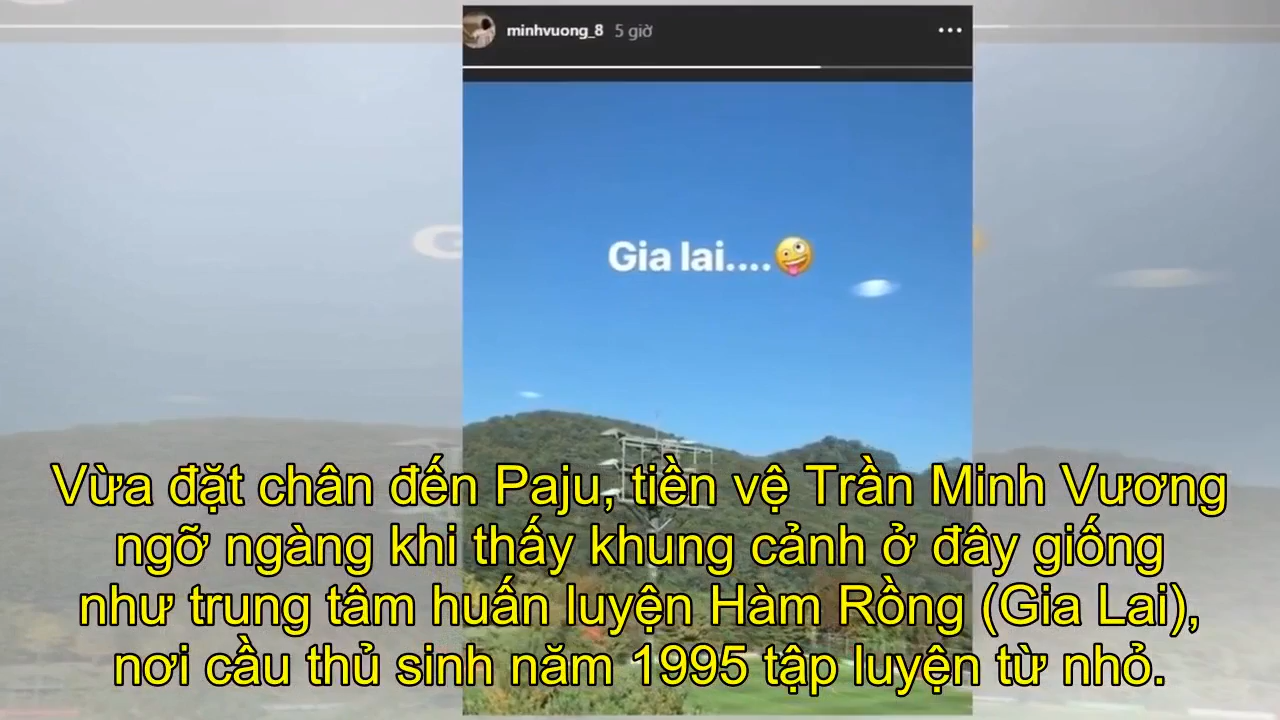 minhvuong_8 5 giờ
Gia lai....🤪
Vừa đặt chân đến Paju, tiền vệ Trần Minh Vương
ngỡ ngàng khi thấy khung cảnh ở đây giống
như trung tâm huấn luyện Hàm Rồng (Gia Lai),
nơi cầu thủ sinh năm 1995 tập luyện từ nhỏ.